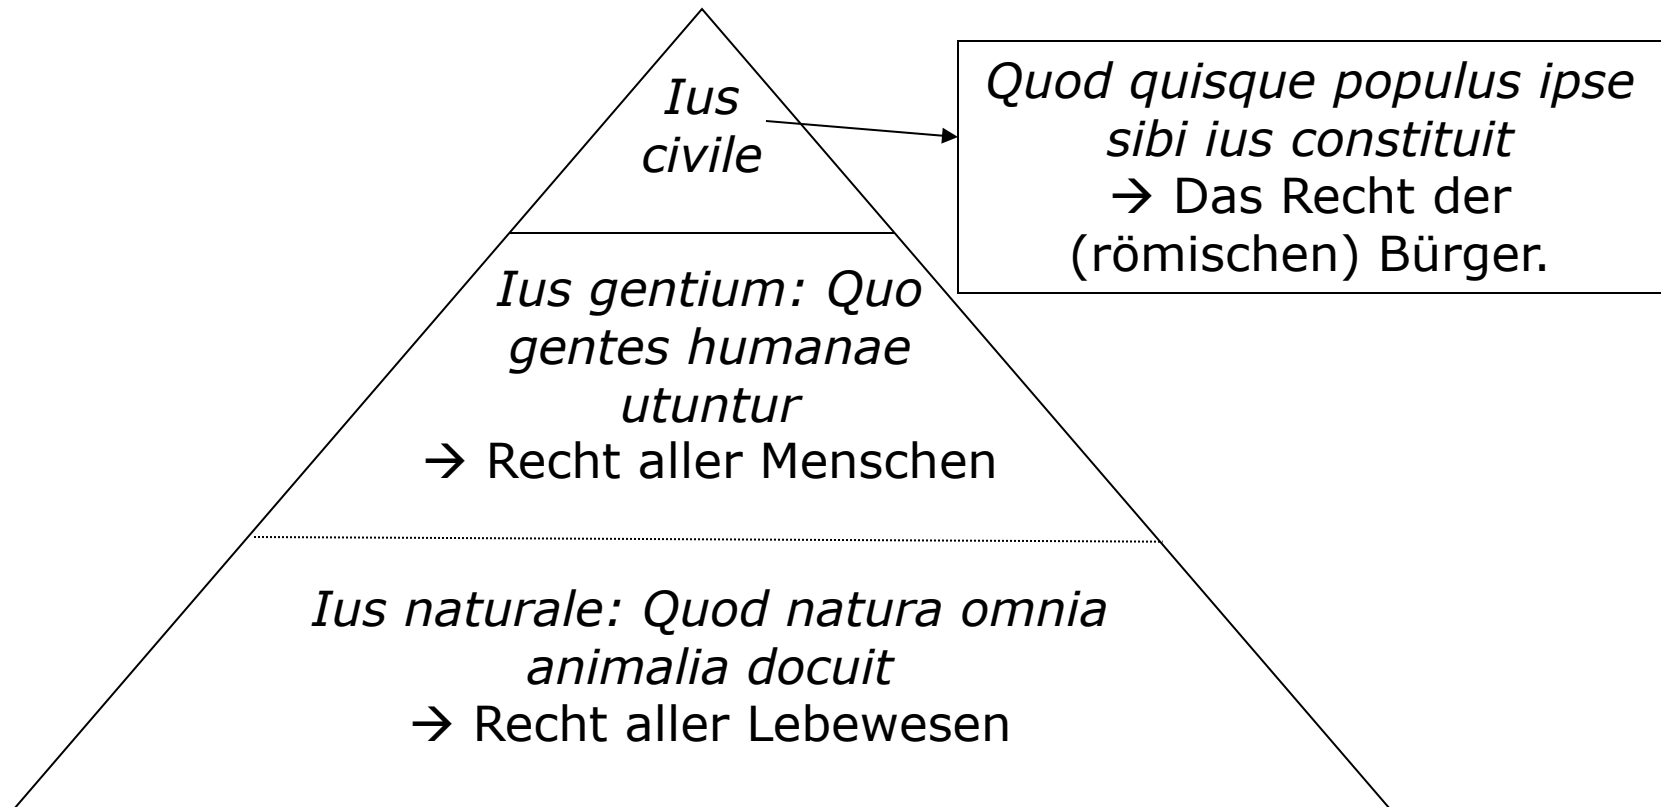 Ius
civile
Quod quisque populus ipse
sibi ius constituit
→ Das Recht der
(römischen) Bürger.
Ius gentium: Quo
gentes humanae
utuntur
→ Recht aller Menschen
Ius naturale: Quod natura omnia
animalia docuit
→ Recht aller Lebewesen